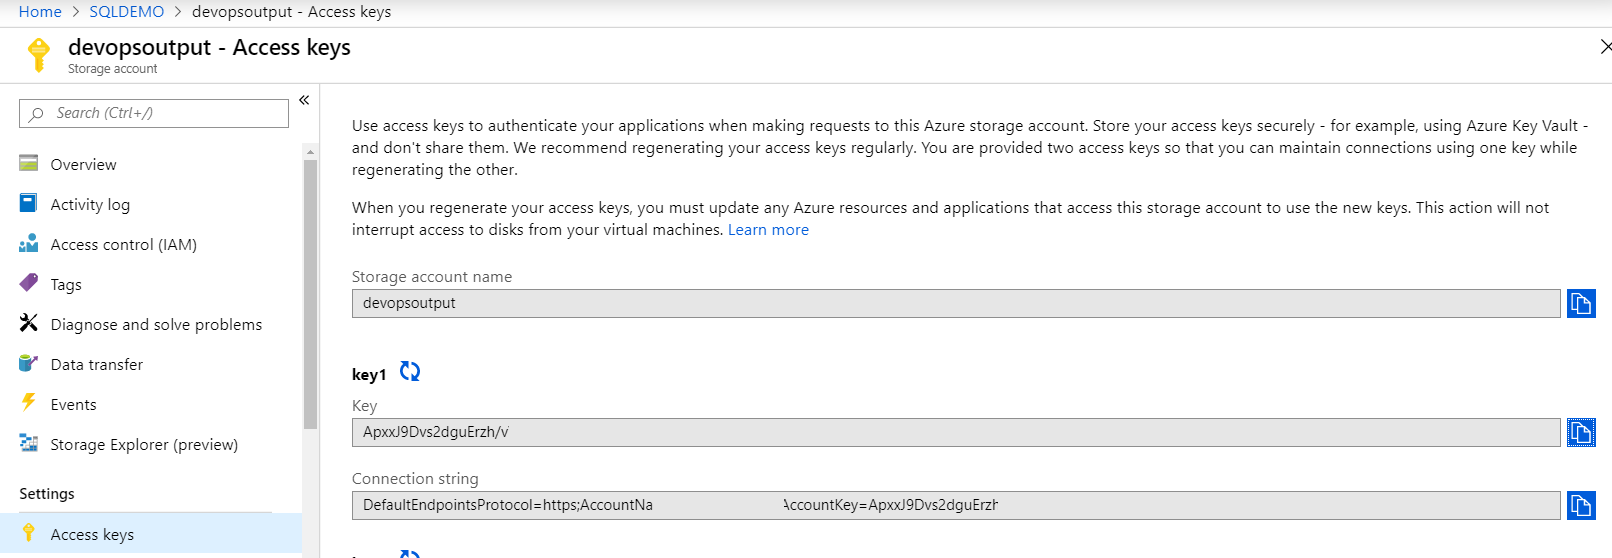 Home > SQLDEMO > devopsoutput - Access keys
devopsoutput - Access keys
Storage account
Search (Ctrl+/)
Overview
Activity log
Access control (IAM)
Tags
Diagnose and solve problems
Data transfer
Events
Storage Explorer (preview)
Settings
Access keys
Use access keys to authenticate your applications when making requests to this Azure storage account. Store your access keys securely - for example, using Azure Key Vault -
and don't share them. We recommend regenerating your access keys regularly. You are provided two access keys so that you can maintain connections using one key while
regenerating the other.
When you regenerate your access keys, you must update any Azure resources and applications that access this storage account to use the new keys. This action will not
interrupt access to disks from your virtual machines. Learn more
Storage account name
devopsoutput
key1
Key
ApxxJ9Dvs2dguErzh/v
Connection string
DefaultEndpointsProtocol=https;AccountNa AccountKey=ApxxJ9Dvs2dguErzh